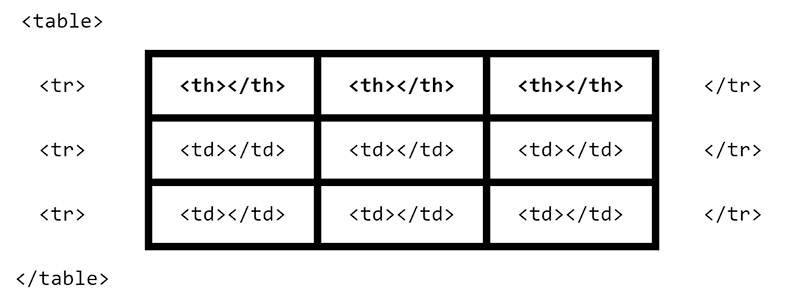 <table>
<tr> <th></th> <th></th> <th></th> </tr>
<tr> <td></td> <td></td> <td></td> </tr>
<tr> <td></td> <td></td> <td></td> </tr>
</table>